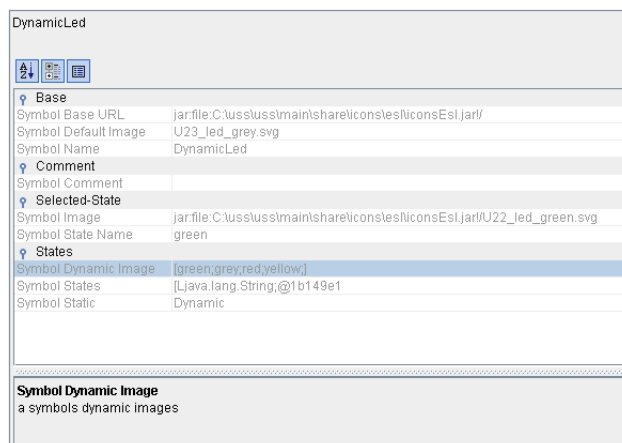 DynamicLed
Base
Symbol Base URL jar:file:C:\uss\uss\main\share\icons\esl\iconsEsl.jar!/
Symbol Default Image U23_led_grey.svg
Symbol Name DynamicLed
Comment
Symbol Comment
Selected-State
Symbol Image jar:file:C:\uss\uss\main\share\icons\esl\iconsEsl.jar!/U22_led_green.svg
Symbol State Name green
States
Symbol Dynamic Image [green;grey;red;yellow;]
Symbol States [Ljava.lang.String;@1b149e1
Symbol Static Dynamic
Symbol Dynamic Image
a symbols dynamic images